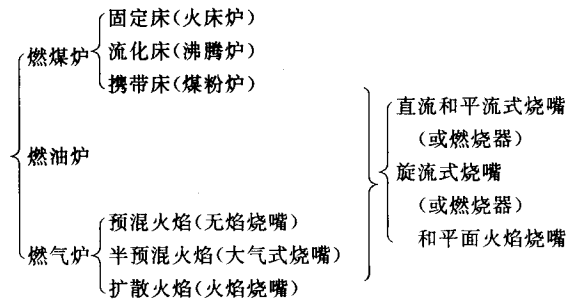 固定床(火床炉)
燃煤炉
流化床(沸腾炉)
携带床(煤粉炉)
燃油炉
预混火焰(无焰烧嘴)
燃气炉
半预混火焰(大气式烧嘴)
扩散火焰(火焰烧嘴)
直流和平流式烧嘴
(或燃烧器)
旋流式烧嘴
(或燃烧器)
和平面火焰烧嘴